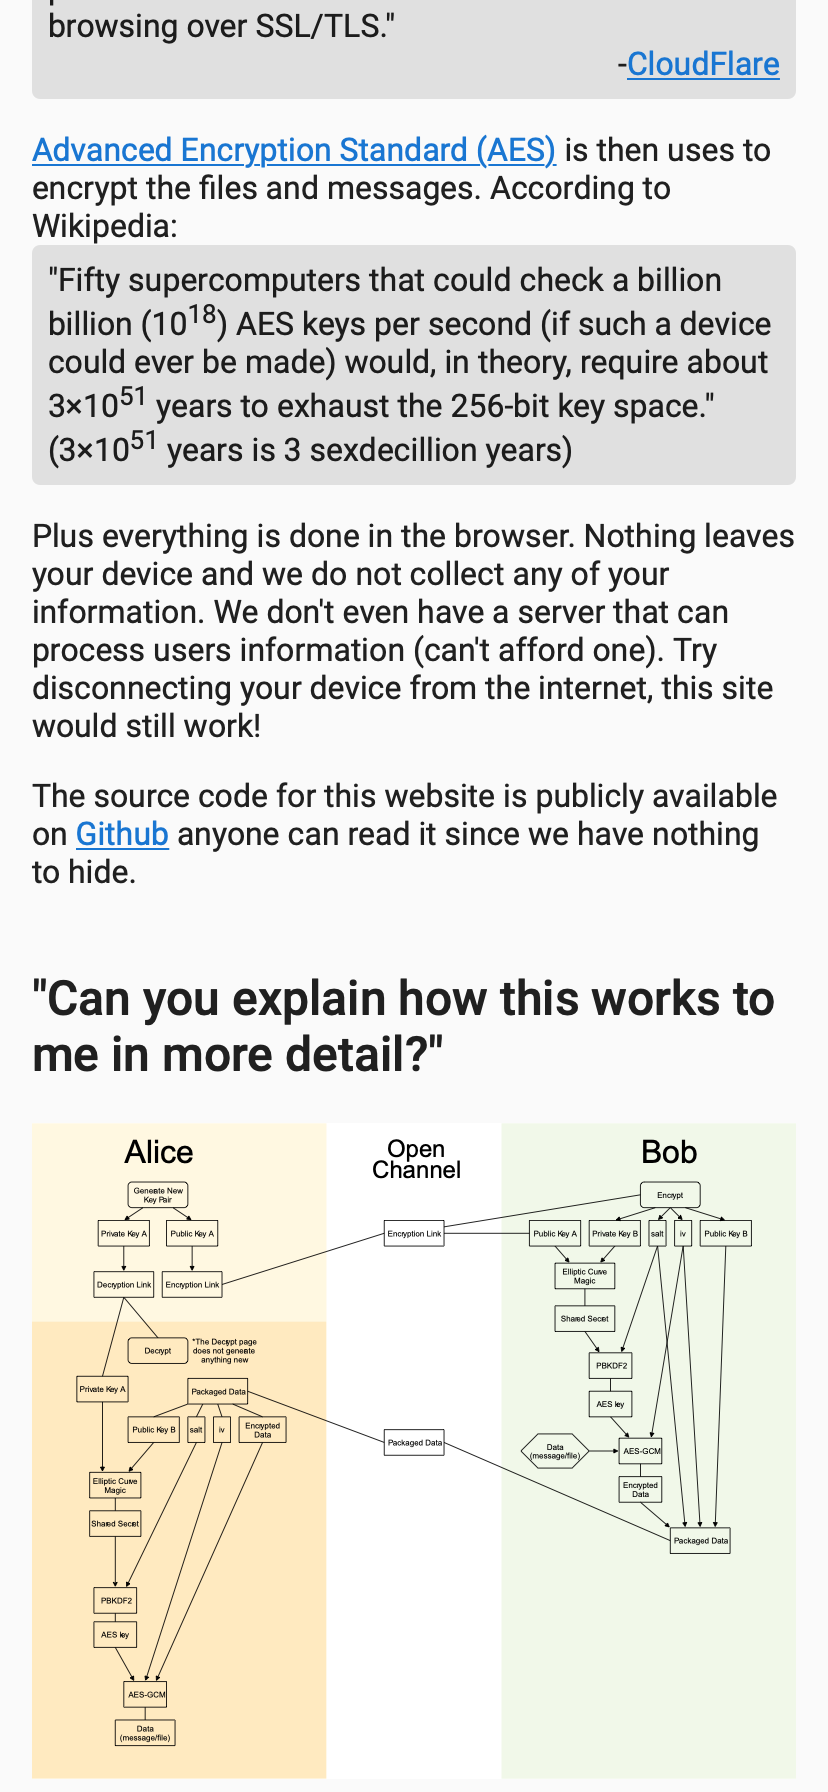 browsing over SSL/TLS."
-CloudFlare
Advanced Encryption Standard (AES) is then uses to
encrypt the files and messages. According to
Wikipedia:
"Fifty supercomputers that could check a billion
billion (10^18) AES keys per second (if such a device
could ever be made) would, in theory, require about
3×10^51 years to exhaust the 256-bit key space."
(3×10^51 years is 3 sexdecillion years)
Plus everything is done in the browser. Nothing leaves
your device and we do not collect any of your
information. We don't even have a server that can
process users information (can't afford one). Try
disconnecting your device from the internet, this site
would still work!
The source code for this website is publicly available
on Github anyone can read it since we have nothing
to hide.
"Can you explain how this works to
me in more detail?"
Alice
Generate New
Key Pair
Private Key A
Public Key A
Decryption Link
Encryption Link
Decrypt
*The Decrypt page
does not generate
anything new
Private Key A
Packaged Data
Public Key B
salt
iv
Encrypted
Data
Elliptic Curve
Magic
Shared Secret
PBKDF2
AES key
AES-GCM
Data
(message/file)
Open
Channel
Encryption Link
Packaged Data
Bob
Encrypt
Public Key A
Private Key B
salt
iv
Public Key B
Elliptic Curve
Magic
Shared Secret
PBKDF2
AES key
Data
(message/file)
AES-GCM
Encrypted
Data
Packaged Data